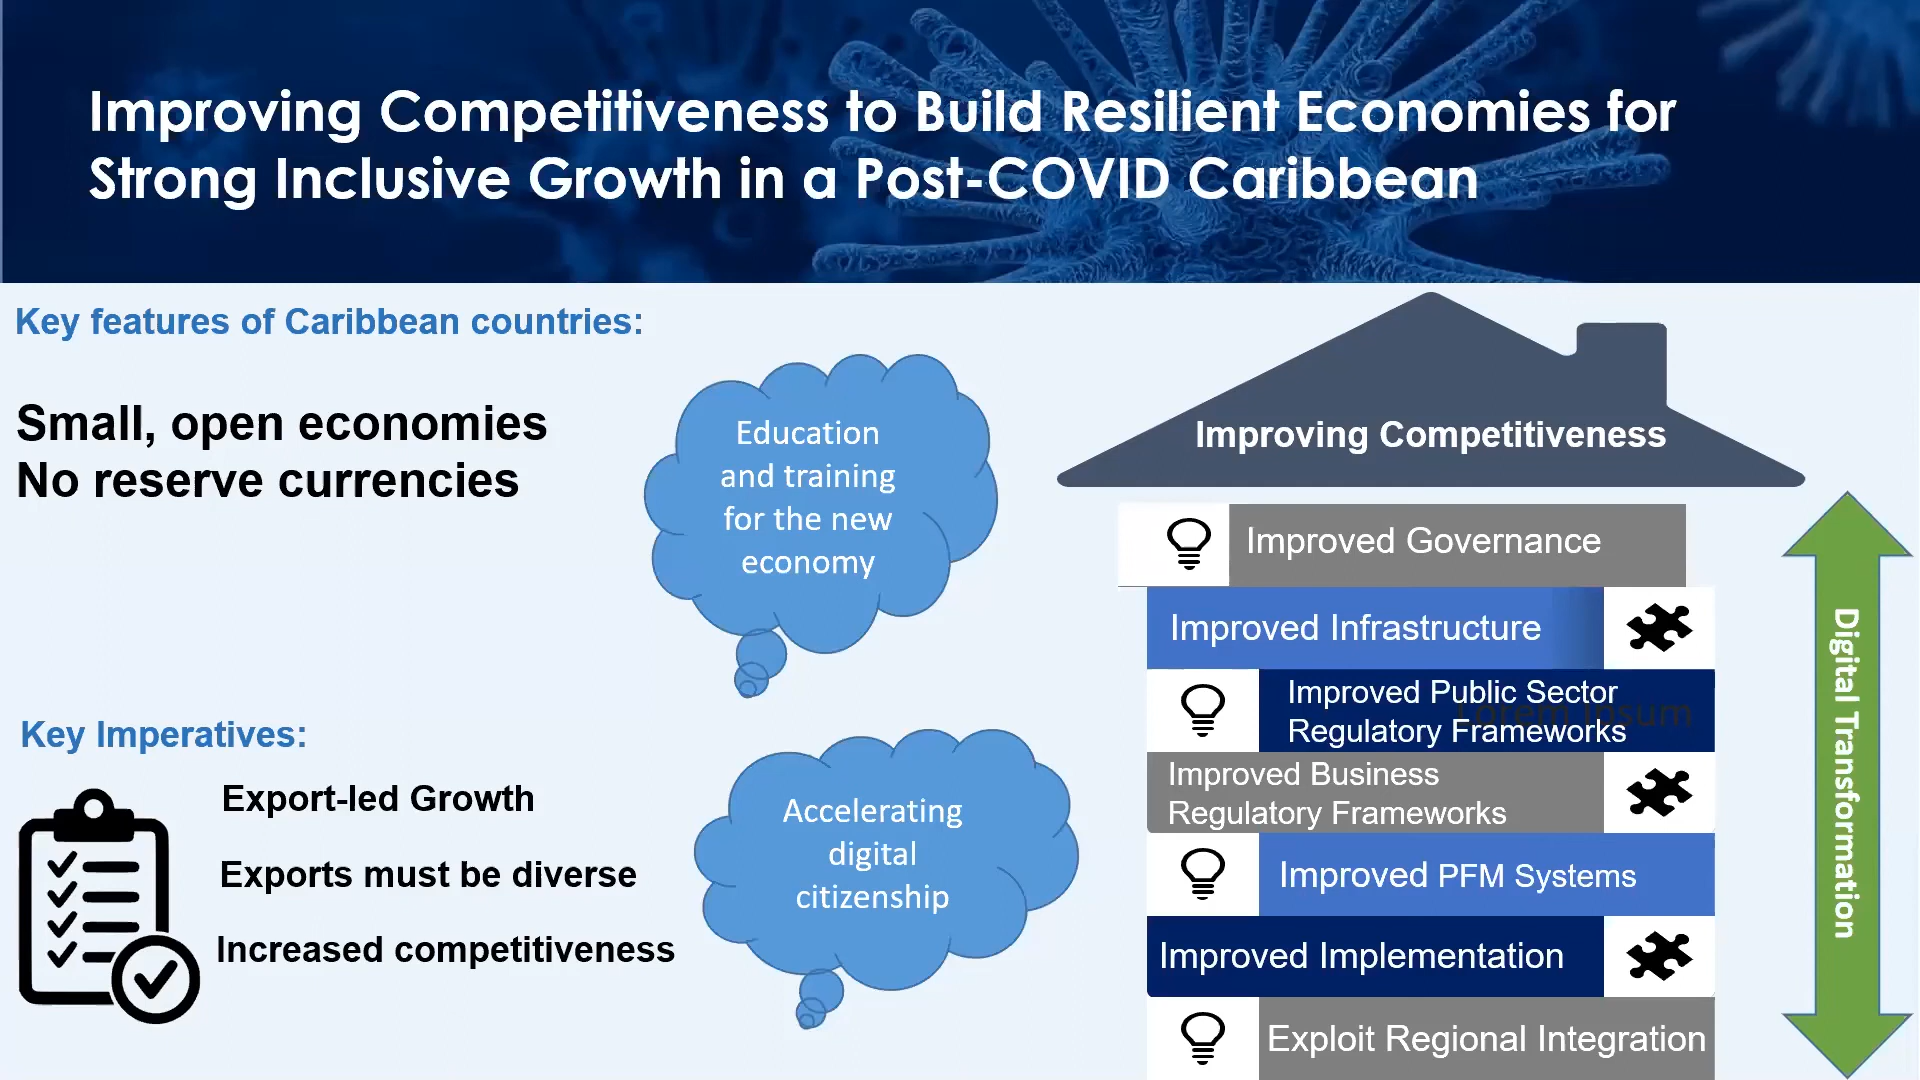 Improving Competitiveness to Build Resilient Economies for
Strong Inclusive Growth in a Post-COVID Caribbean
Key features of Caribbean countries:
Small, open economies
No reserve currencies
Education
and training
for the new
economy
Key Imperatives:
Export-led Growth
Exports must be diverse
Increased competitiveness
Accelerating
digital
citizenship
Improving Competitiveness
Improved Governance
Improved Infrastructure
Improved Public Sector
Regulatory Frameworks
Lorem Ipsum
Improved Business
Regulatory Frameworks
Improved PFM Systems
Improved Implementation
Exploit Regional Integration
Digital Transformation